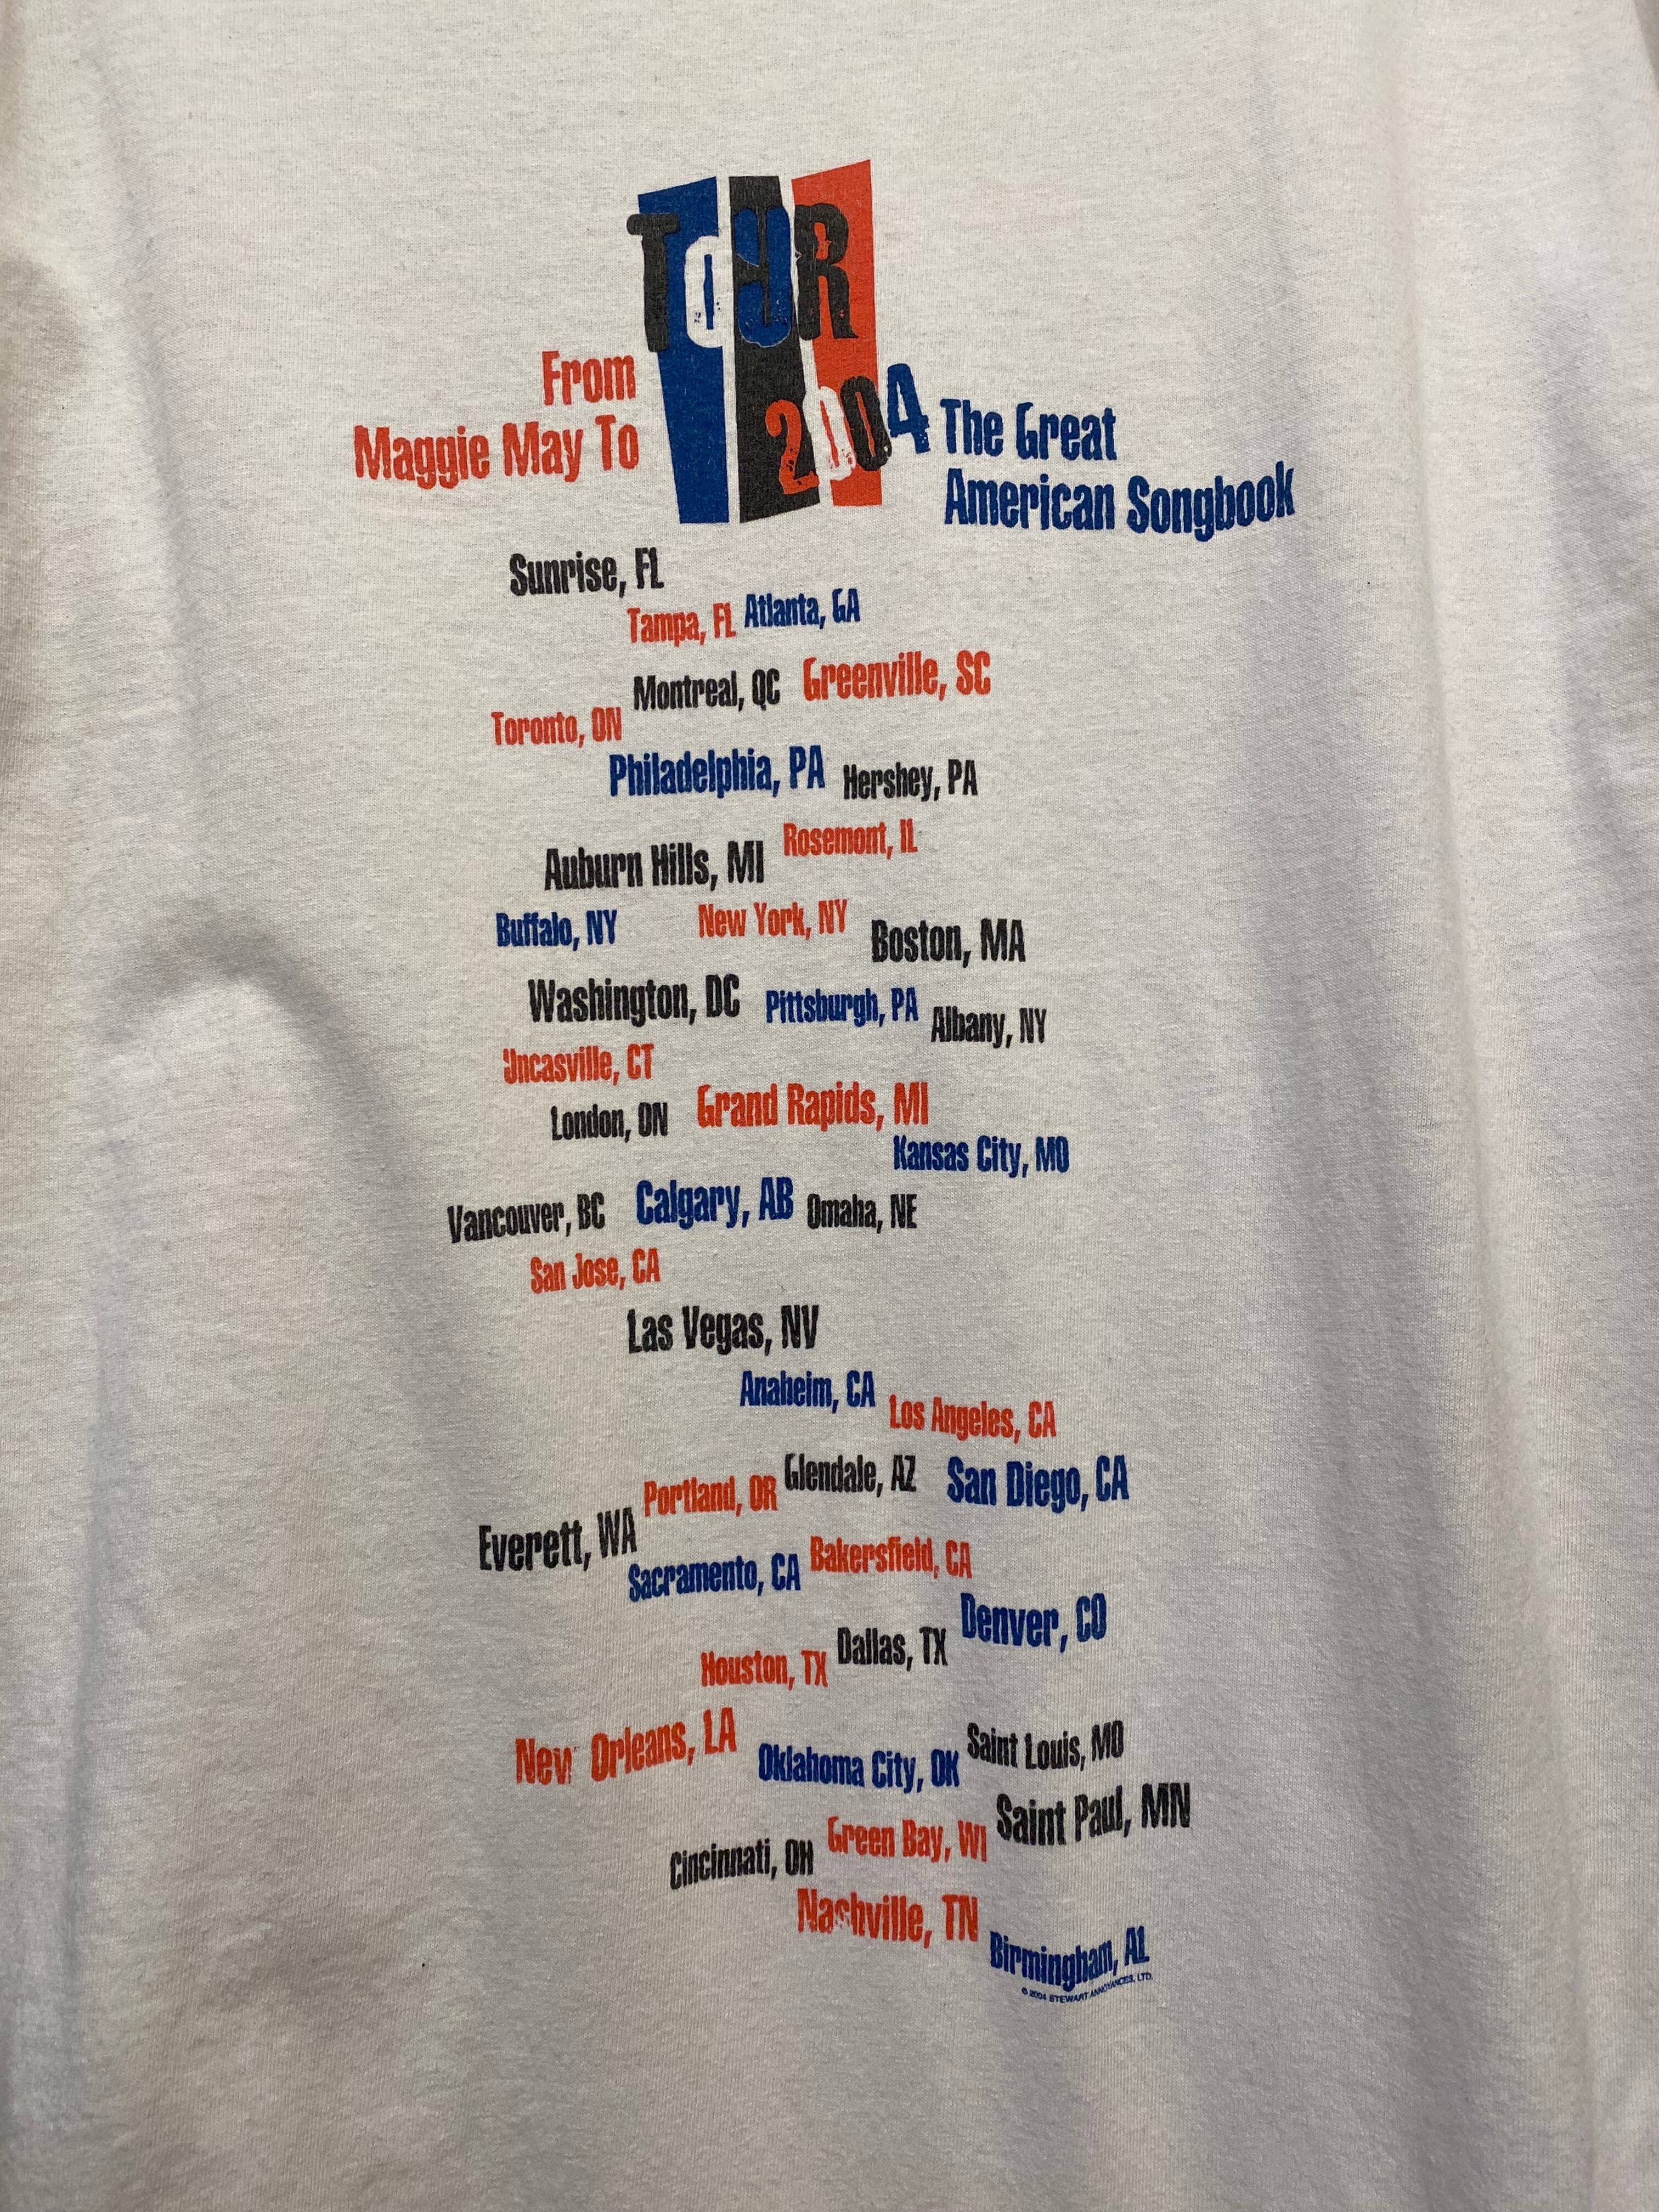 TOUR
2004
From
Maggie May To
The Great
American Songbook
Sunrise, FL
Tampa, FL Atlanta, GA
Montreal, QC Greenville, SC
Toronto, ON
Philadelphia, PA Hershey, PA
Auburn Hills, MI Rosemont, IL
Buffalo, NY New York, NY Boston, MA
Washington, DC Pittsburgh, PA Albany, NY
Uncasville, CT
London, ON Grand Rapids, MI
Kansas City, MO
Vancouver, BC Calgary, AB Omaha, NE
San Jose, CA
Las Vegas, NV
Anaheim, CA Los Angeles, CA
Portland, OR Glendale, AZ San Diego, CA
Everett, WA
Sacramento, CA Bakersfield, CA
Denver, CO
Houston, TX Dallas, TX
New Orleans, LA Oklahoma City, OK Saint Louis, MO
Cincinnati, OH Green Bay, WI Saint Paul, MN
Nashville, TN
Birmingham, AL
© 2004 STEWART ANNOYANCES, LTD.